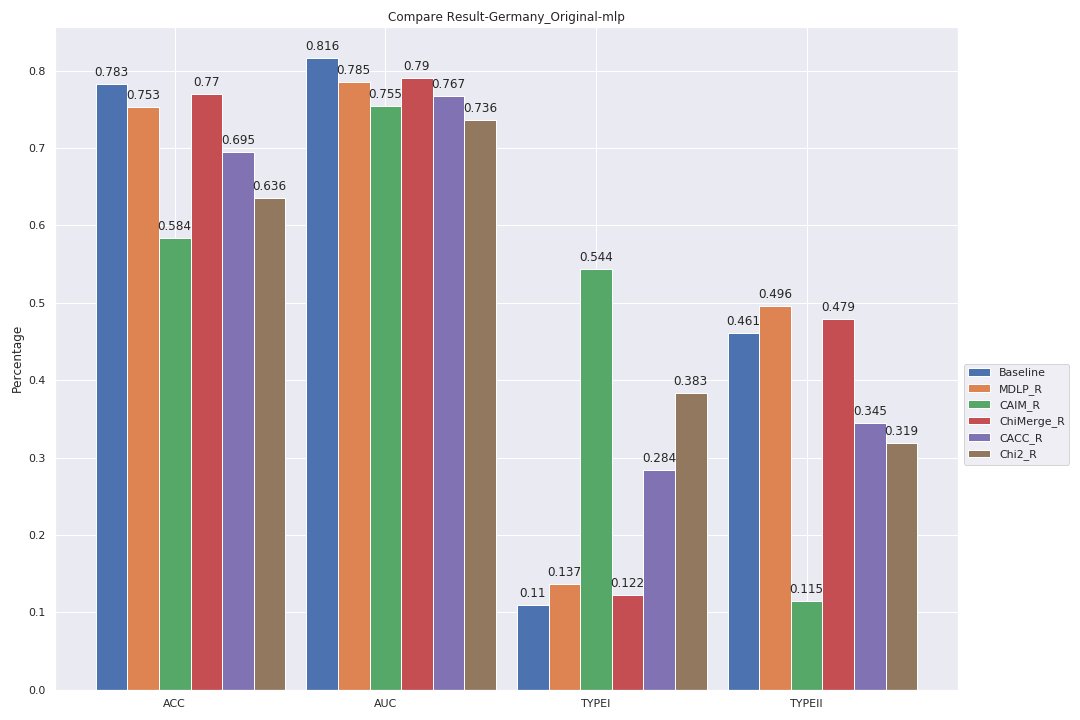 Compare Result-Germany_Original-mlp
Percentage
0.8
0.7
0.6
0.5
0.4
0.3
0.2
0.1
0.0
0.783
0.753
0.584
0.77
0.695
0.636
0.816
0.785
0.755
0.79
0.767
0.736
0.11
0.137
0.544
0.122
0.284
0.383
0.461
0.496
0.115
0.479
0.345
0.319
ACC
AUC
TYPEI
TYPEII
Baseline
MDLP_R
CAIM_R
ChiMerge_R
CACC_R
Chi2_R